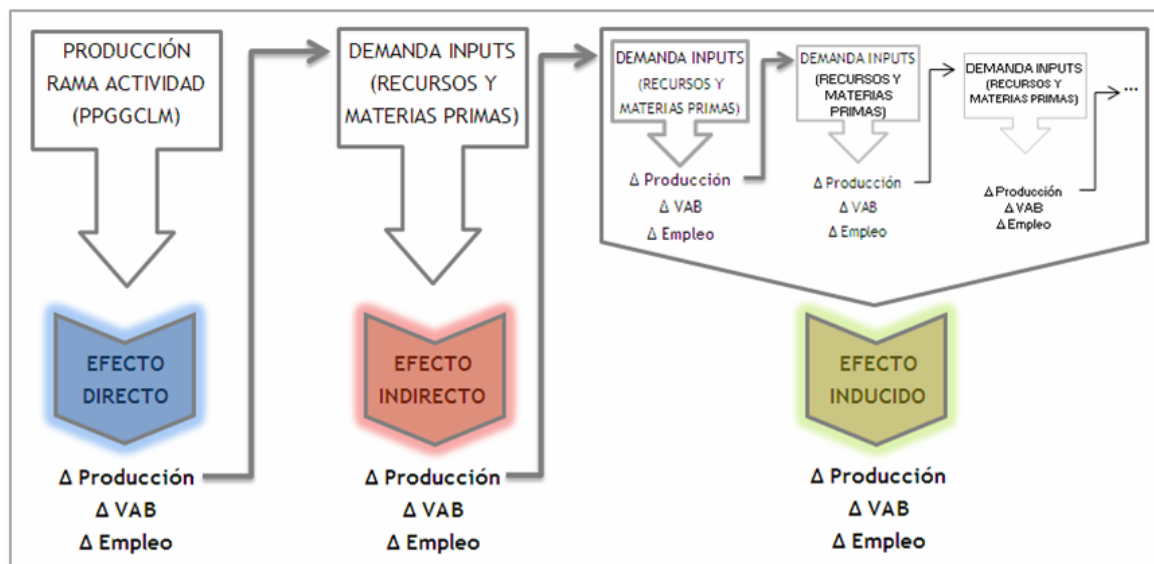 PRODUCCIÓN
RAMA ACTIVIDAD
(PPGGCLM)
EFECTO
DIRECTO
Δ Producción
Δ VAB
Δ Empleo
DEMANDA INPUTS
(RECURSOS Y
MATERIAS PRIMAS)
EFECTO
INDIRECTO
Δ Producción
Δ VAB
Δ Empleo
DEMANDA INPUTS
(RECURSOS Y
MATERIAS PRIMAS)
Δ Producción
Δ VAB
Δ Empleo
DEMANDA INPUTS
(RECURSOS Y
MATERIAS
PRIMAS)
Δ Producción
Δ VAB
Δ Empleo
DEMANDA INPUTS
(RECURSOS Y
MATERIAS PRIMAS)
Δ Producción
Δ VAB
Δ Empleo
...
EFECTO
INDUCIDO
Δ Producción
Δ VAB
Δ Empleo